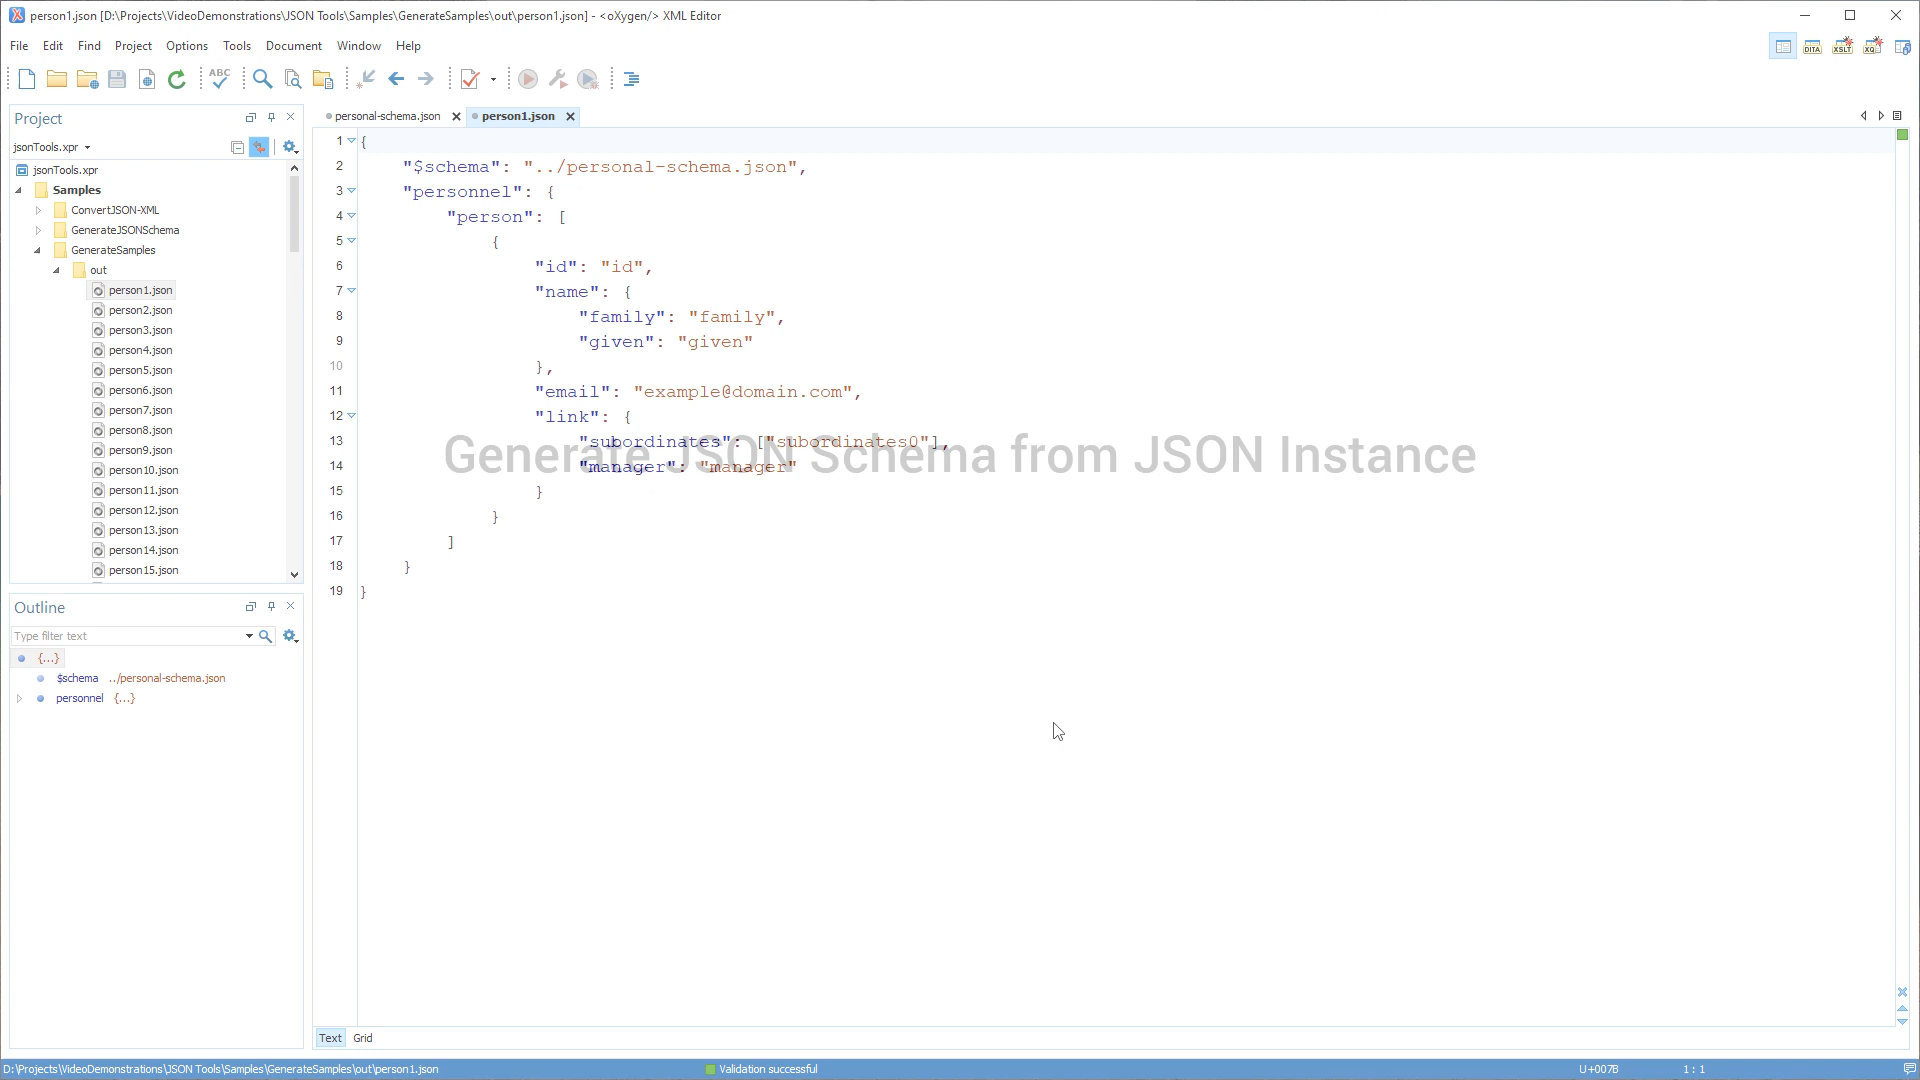 person1.json [D:\Projects\VideoDemonstrations\JSON Tools\Samples\GenerateSamples\out\person1.json] - <oXygen/> XML Editor
File Edit Find Project Options Tools Document Window Help
DITA XSLT XQ
ABC
Project
jsonTools.xpr
jsonTools.xpr
Samples
ConvertJSON-XML
GenerateJSONSchema
GenerateSamples
out
person1.json
person2.json
person3.json
person4.json
person5.json
person6.json
person7.json
person8.json
person9.json
person10.json
person11.json
person12.json
person13.json
person14.json
person15.json
Outline
Type filter text
{...}
$schema ../personal-schema.json
personnel {...}
personal-schema.json person1.json
1 {
2 "$schema": "../personal-schema.json",
3 "personnel": {
4 "person": [
5 {
6 "id": "id",
7 "name": {
8 "family": "family",
9 "given": "given"
10 },
11 "email": "example@domain.com",
12 "link": {
13 "subordinates": ["subordinates0"],
14 "manager": "manager"
15 }
16 }
17 ]
18 }
19 }
Generate JSON Schema from JSON Instance
Text Grid
D:\Projects\VideoDemonstrations\JSON Tools\Samples\GenerateSamples\out\person1.json Validation successful U+007B 1 : 1